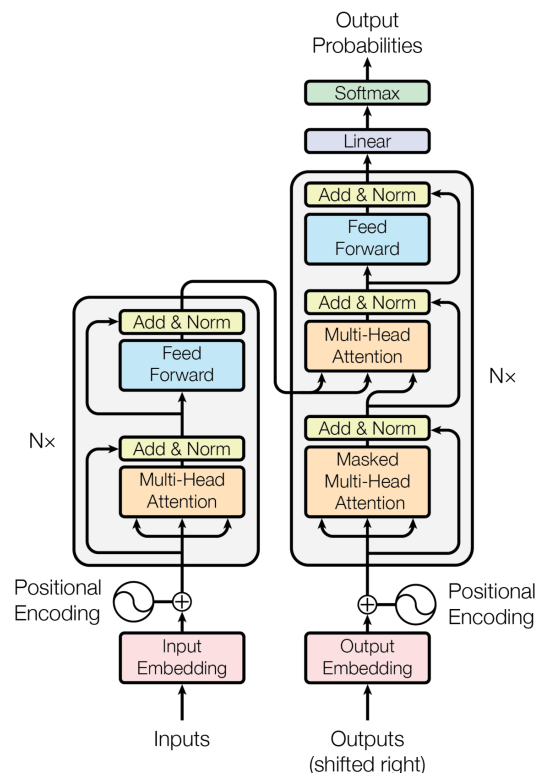 Output
Probabilities
Softmax
Linear
Add & Norm
Feed
Forward
Add & Norm
Multi-Head
Attention
Add & Norm
Masked
Multi-Head
Attention
Nx
Add & Norm
Feed
Forward
Add & Norm
Multi-Head
Attention
N×
Positional
Encoding
Positional
Encoding
Input
Embedding
Output
Embedding
Inputs
Outputs
(shifted right)